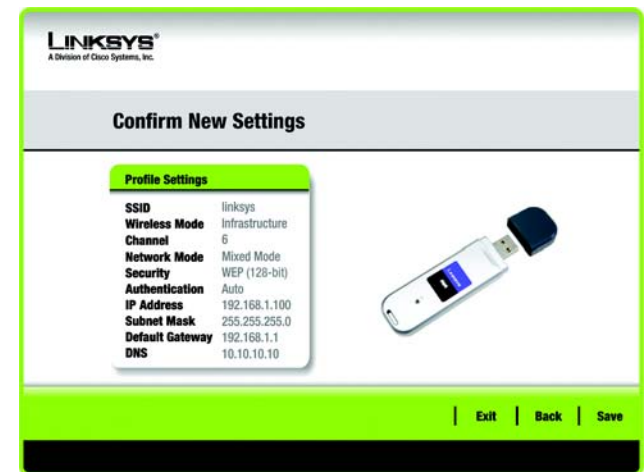 LINKSYS®
A Division of Cisco Systems, Inc.
Confirm New Settings
Profile Settings
SSID linksys
Wireless Mode Infrastructure
Channel 6
Network Mode Mixed Mode
Security WEP (128-bit)
Authentication Auto
IP Address 192.168.1.100
Subnet Mask 255.255.255.0
Default Gateway 192.168.1.1
DNS 10.10.10.10
Exit Back Save